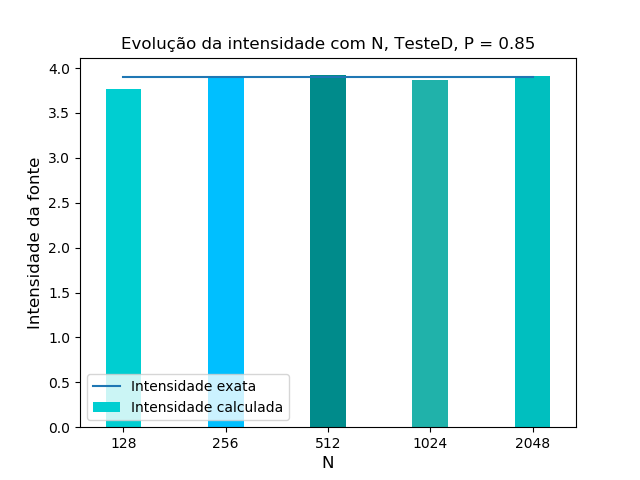 Evolução da intensidade com N, TesteD, P = 0.85
Intensidade da fonte
4.0
3.5
3.0
2.5
2.0
1.5
1.0
0.5
0.0
Intensidade exata
Intensidade calculada
128 256 512 1024 2048
N